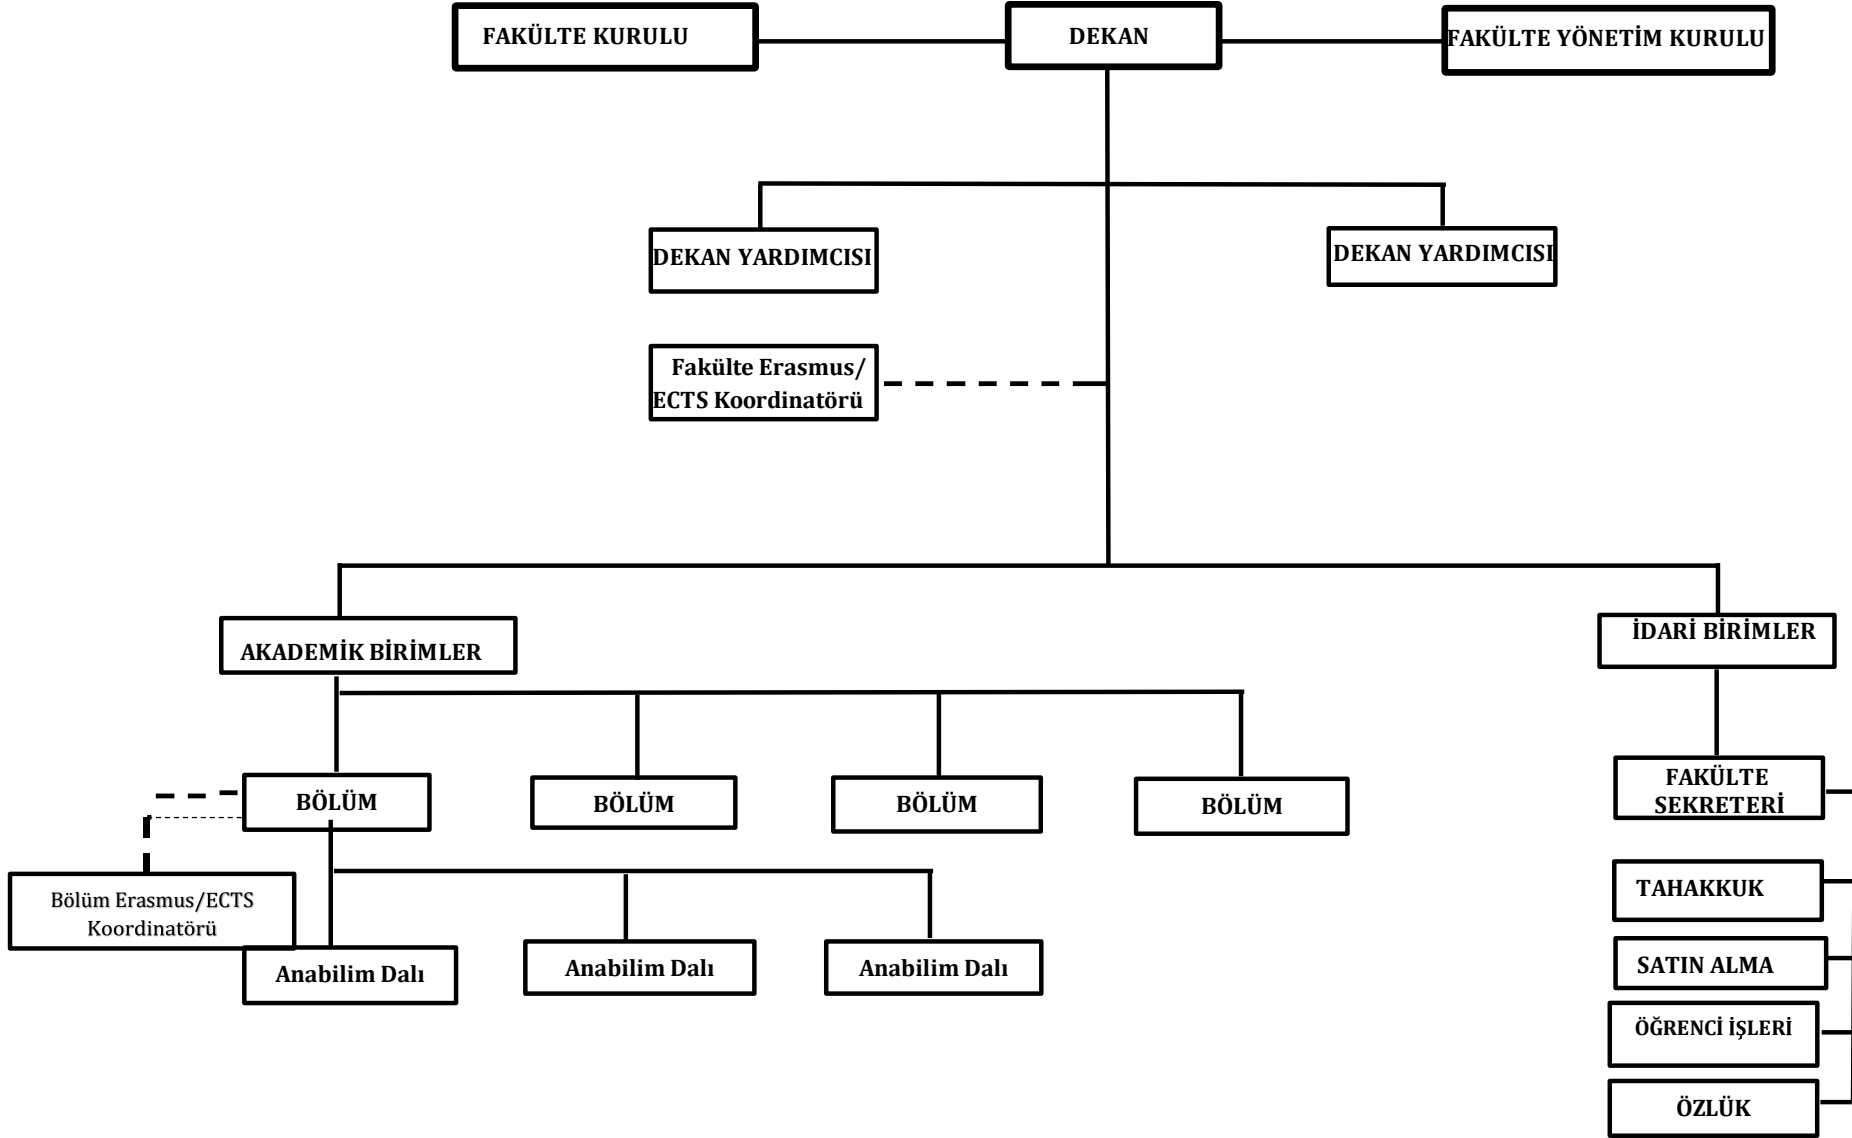 FAKÜLTE KURULU
DEKAN
FAKÜLTE YÖNETİM KURULU
DEKAN YARDIMCISI
DEKAN YARDIMCISI
Fakülte Erasmus/
ECTS Koordinatörü
AKADEMİK BİRİMLER
İDARİ BİRİMLER
BÖLÜM
BÖLÜM
BÖLÜM
BÖLÜM
FAKÜLTE
SEKRETERİ
Bölüm Erasmus/ECTS
Koordinatörü
Anabilim Dalı
Anabilim Dalı
Anabilim Dalı
TAHAKKUK
SATIN ALMA
ÖĞRENCİ İŞLERİ
ÖZLÜK